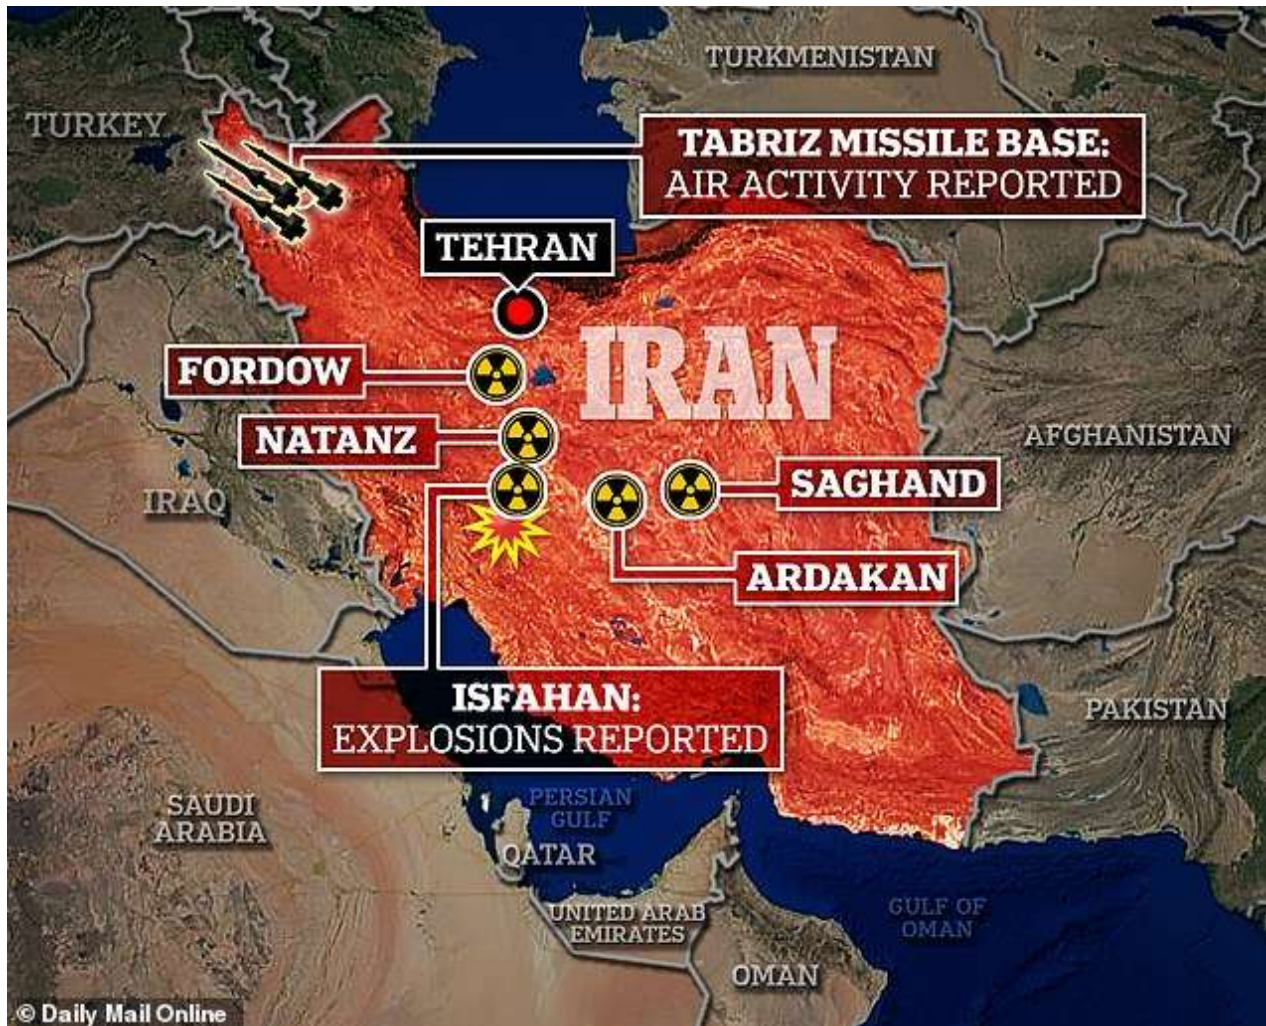 TURKMENISTAN
TURKEY
TABRIZ MISSILE BASE:
AIR ACTIVITY REPORTED
TEHRAN
IRAN
FORDOW
NATANZ
AFGHANISTAN
SAGHAND
IRAQ
ARDAKAN
ISFAHAN:
EXPLOSIONS REPORTED
PAKISTAN
SAUDI
ARABIA
PERSIAN
GULF
QATAR
UNITED ARAB
EMIRATES
GULF OF
OMAN
OMAN
© Daily Mail Online